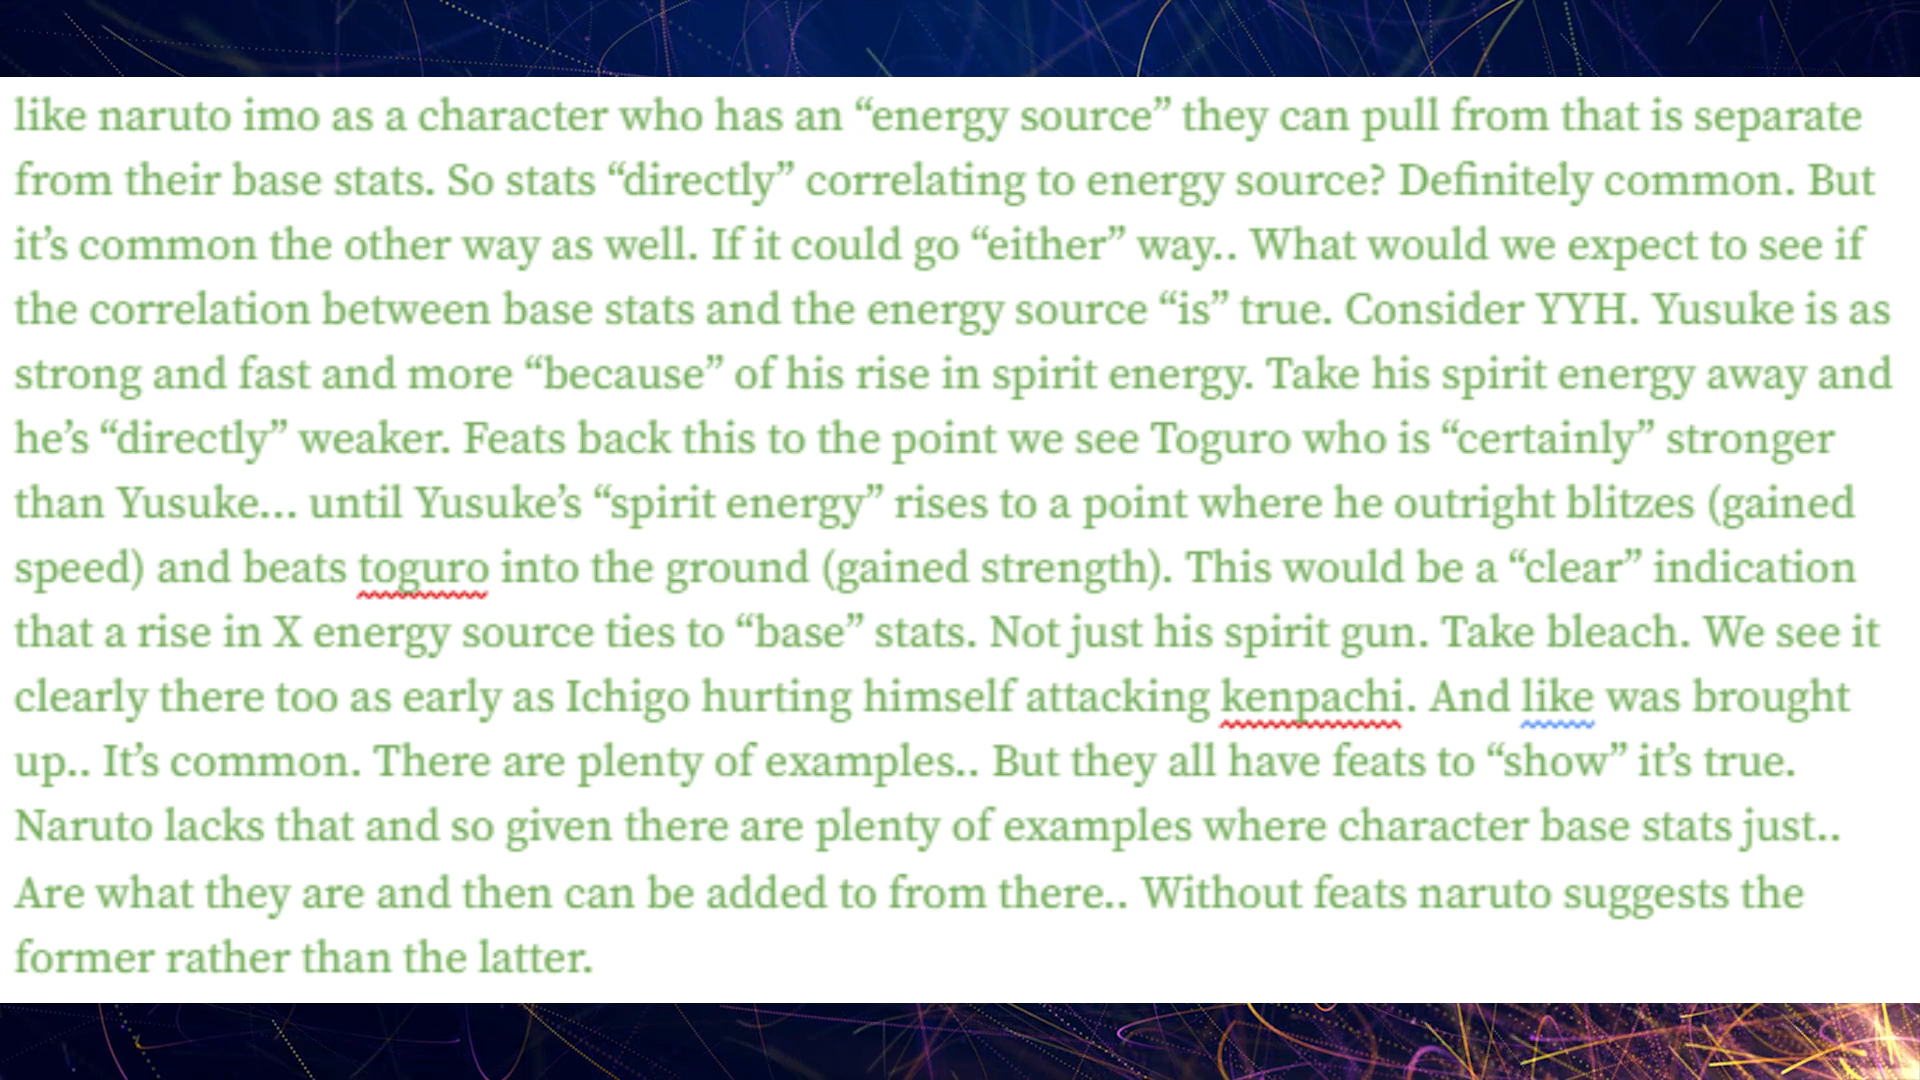 like naruto imo as a character who has an “energy source” they can pull from that is separate
from their base stats. So stats “directly” correlating to energy source? Definitely common. But
it’s common the other way as well. If it could go “either” way.. What would we expect to see if
the correlation between base stats and the energy source “is” true. Consider YYH. Yusuke is as
strong and fast and more “because” of his rise in spirit energy. Take his spirit energy away and
he’s “directly” weaker. Feats back this to the point we see Toguro who is “certainly” stronger
than Yusuke... until Yusuke’s “spirit energy” rises to a point where he outright blitzes (gained
speed) and beats toguro into the ground (gained strength). This would be a “clear” indication
that a rise in X energy source ties to “base” stats. Not just his spirit gun. Take bleach. We see it
clearly there too as early as Ichigo hurting himself attacking kenpachi. And like was brought
up.. It’s common. There are plenty of examples.. But they all have feats to “show” it’s true.
Naruto lacks that and so given there are plenty of examples where character base stats just..
Are what they are and then can be added to from there.. Without feats naruto suggests the
former rather than the latter.